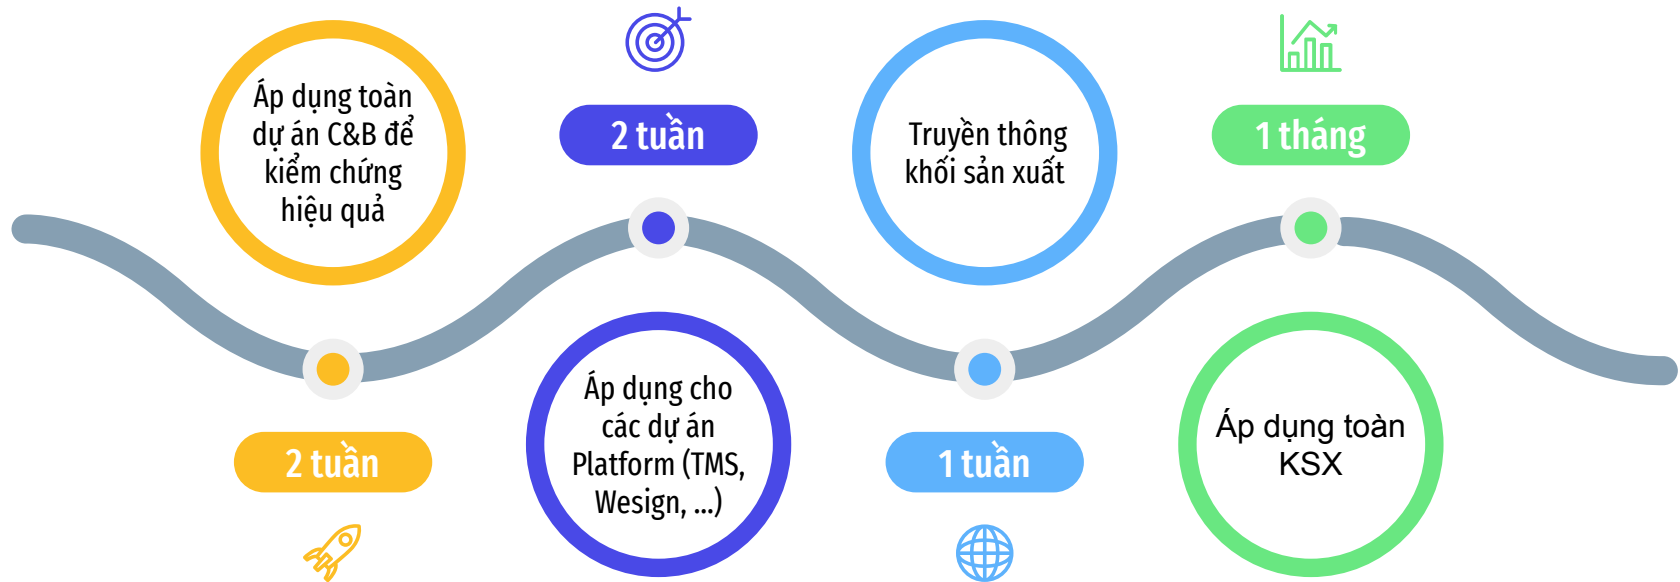 Áp dụng toàn
dự án C&B để
kiểm chứng
hiệu quả
2 tuần
2 tuần
Áp dụng cho
các dự án
Platform (TMS,
Wesign, ...)
Truyền thông
khối sản xuất
1 tuần
1 tháng
Áp dụng toàn
KSX